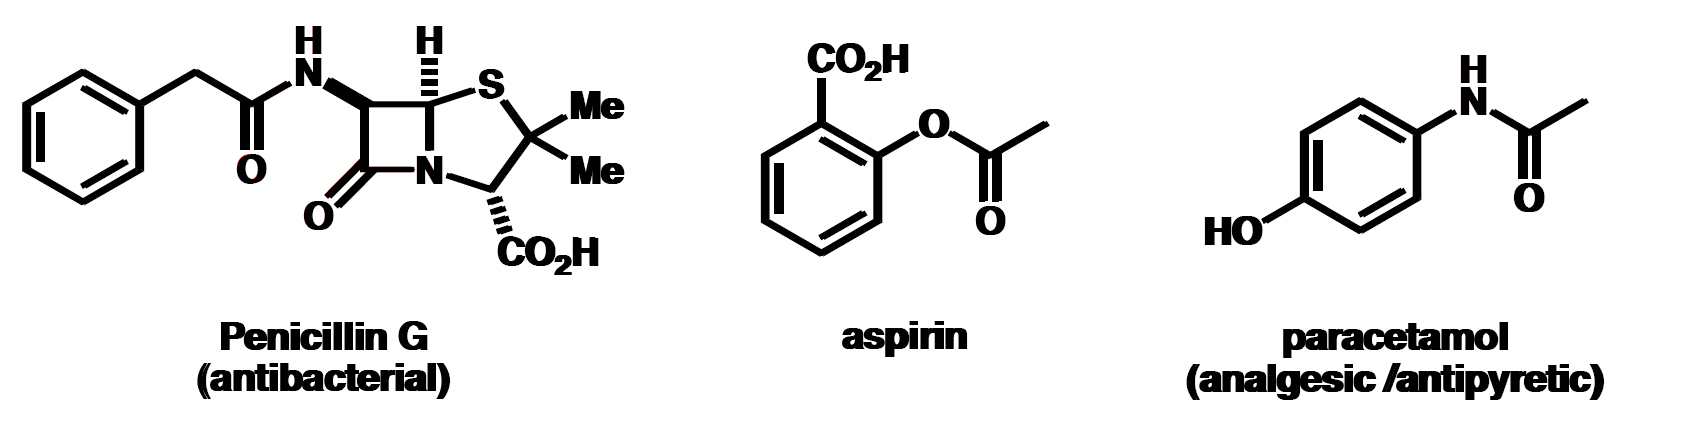 H
N
O
H
S
Me
Me
N
O
CO₂H
Penicillin G
(antibacterial)
CO₂H
O
O
aspirin
H
N
O
HO
paracetamol
(analgesic /antipyretic)